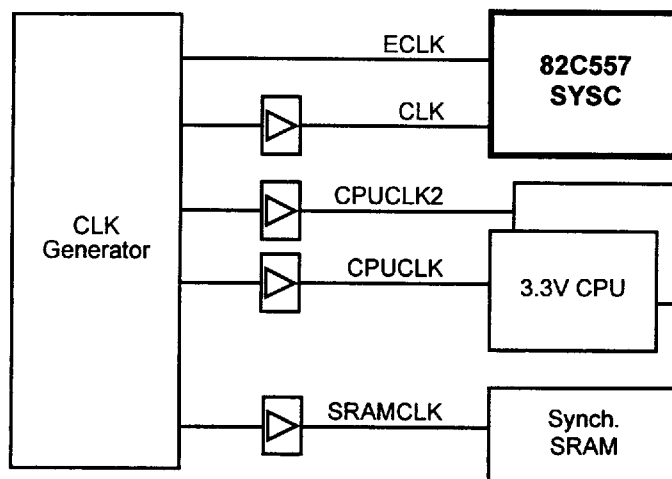 ECLK
82C557
SYSC
CLK
CPUCLK2
CLK
Generator
CPUCLK
3.3V CPU
SRAMCLK
Synch.
SRAM